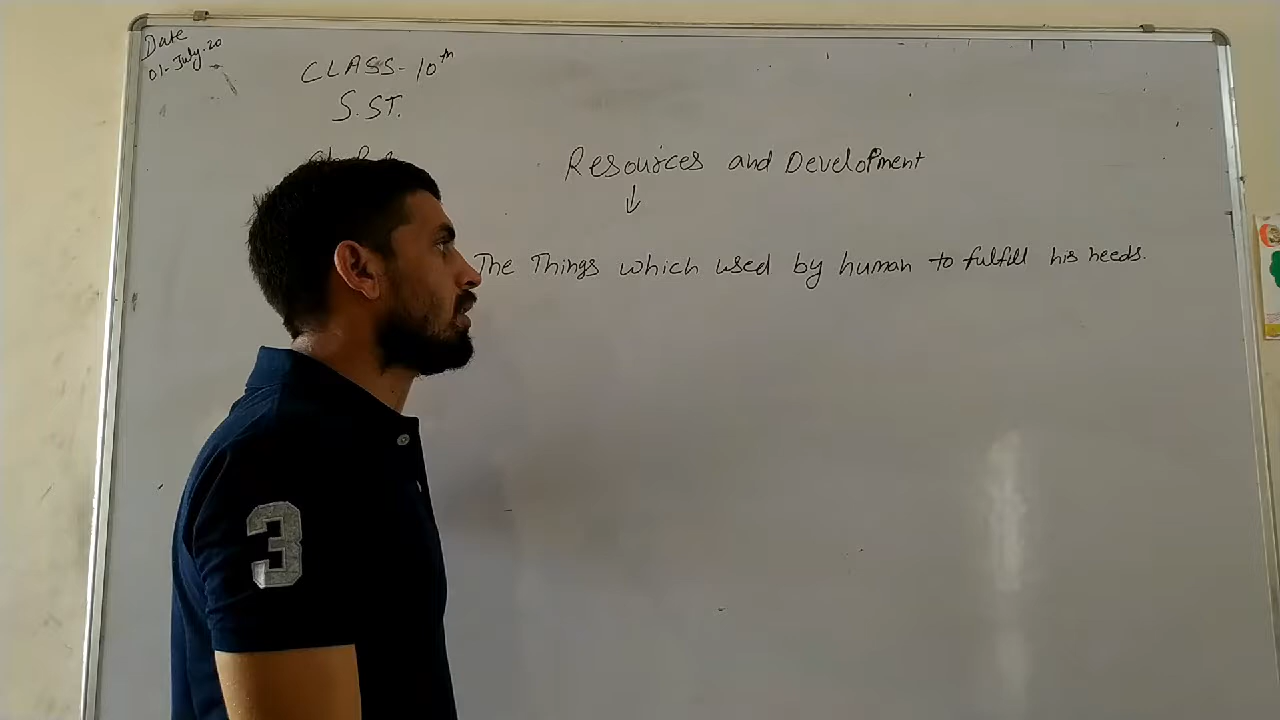 Date
01-July-20
CLASS-10th
S.ST.
Resources and Development
↓
The Things which used by human to fulfill his needs.
3